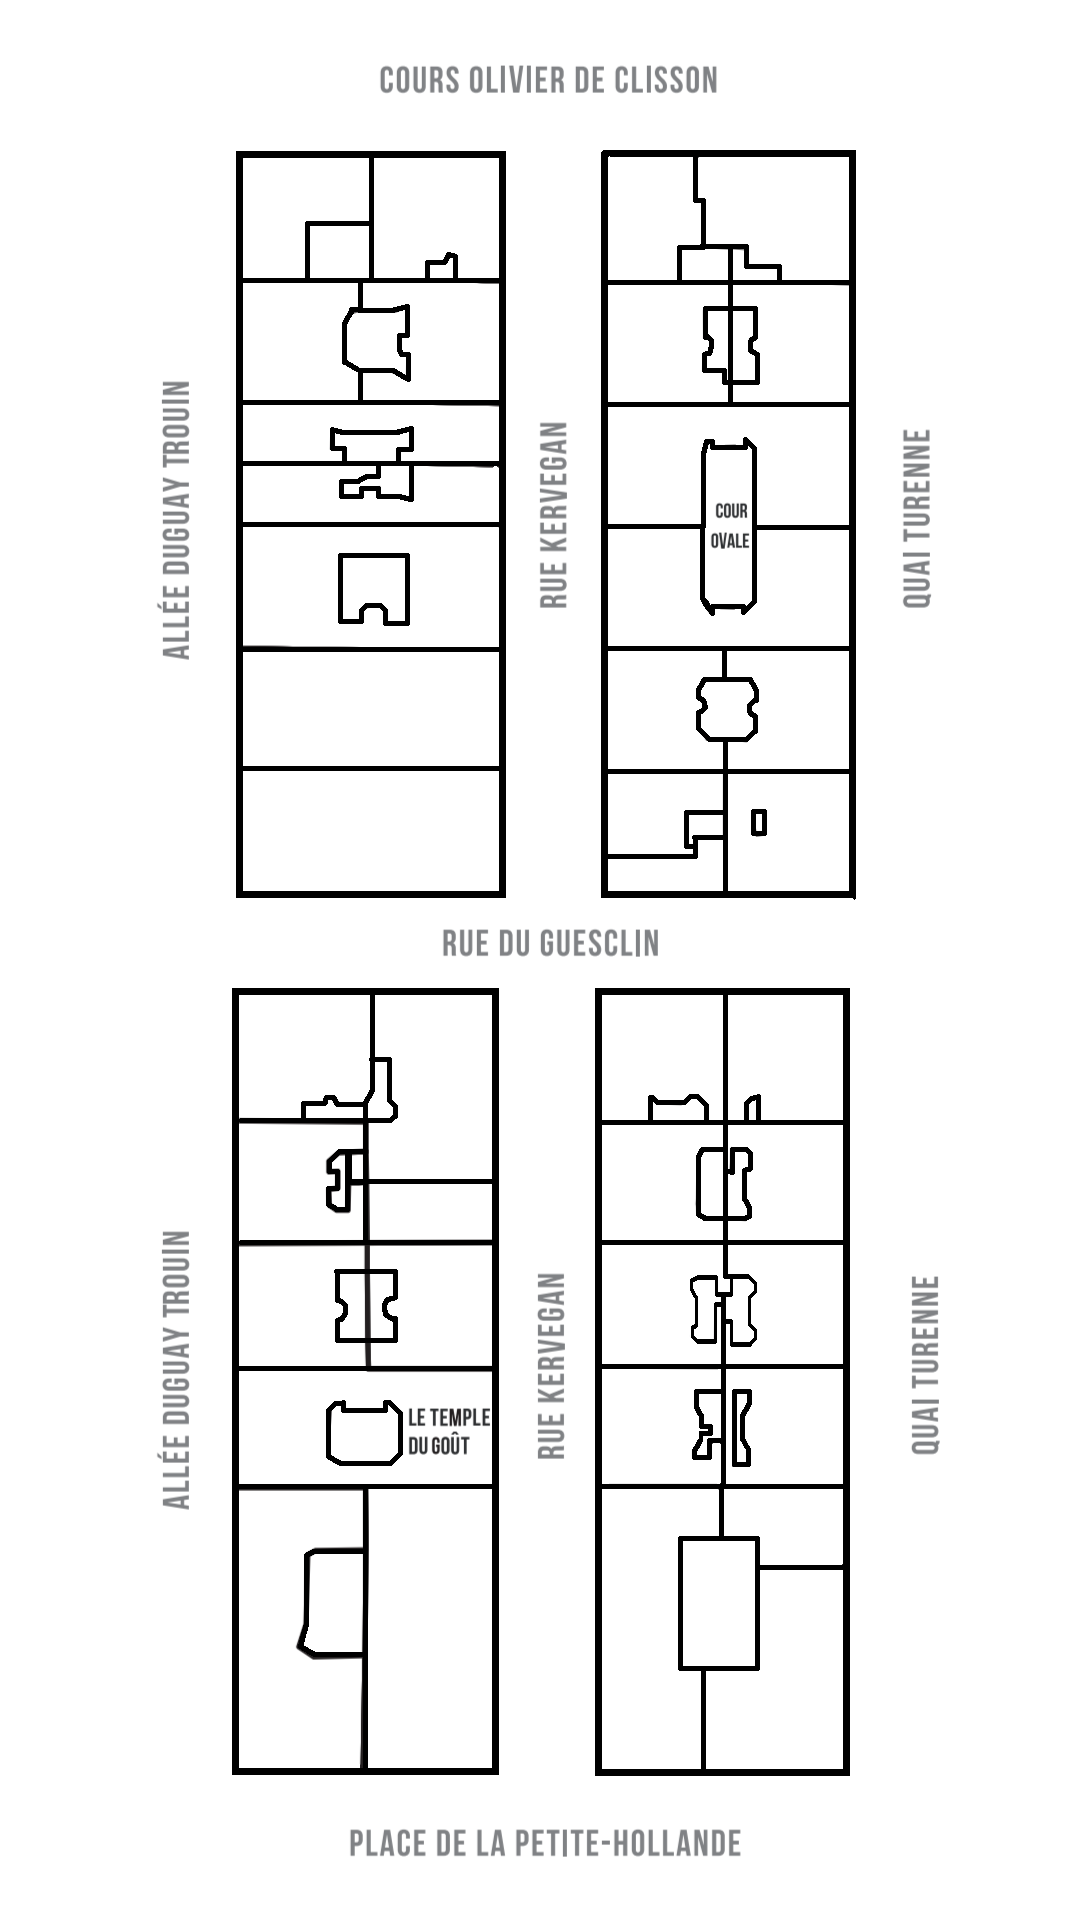 COURS OLIVIER DE CLISSON
ALLÉE DUGUAY TROUIN
RUE KERVEGAN
COUR
OVALE
QUAI TURENNE
RUE DU GUESCLIN
ALLÉE DUGUAY TROUIN
LE TEMPLE
DU GOÛT
RUE KERVEGAN
QUAI TURENNE
PLACE DE LA PETITE-HOLLANDE